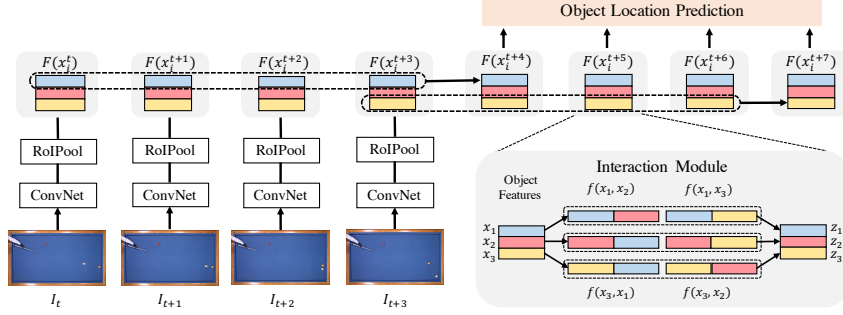 Object Location Prediction
F(x_i^t) F(x_i^{t+1}) F(x_i^{t+2}) F(x_i^{t+3}) F(x_i^{t+4}) F(x_i^{t+5}) F(x_i^{t+6}) F(x_i^{t+7})
RoIPool RoIPool RoIPool RoIPool
ConvNet ConvNet ConvNet ConvNet
I_t I_{t+1} I_{t+2} I_{t+3}
Interaction Module
Object
Features
f(x_1, x_2) f(x_1, x_3)
x_1 z_1
x_2 z_2
x_3 z_3
f(x_3, x_1) f(x_3, x_2)